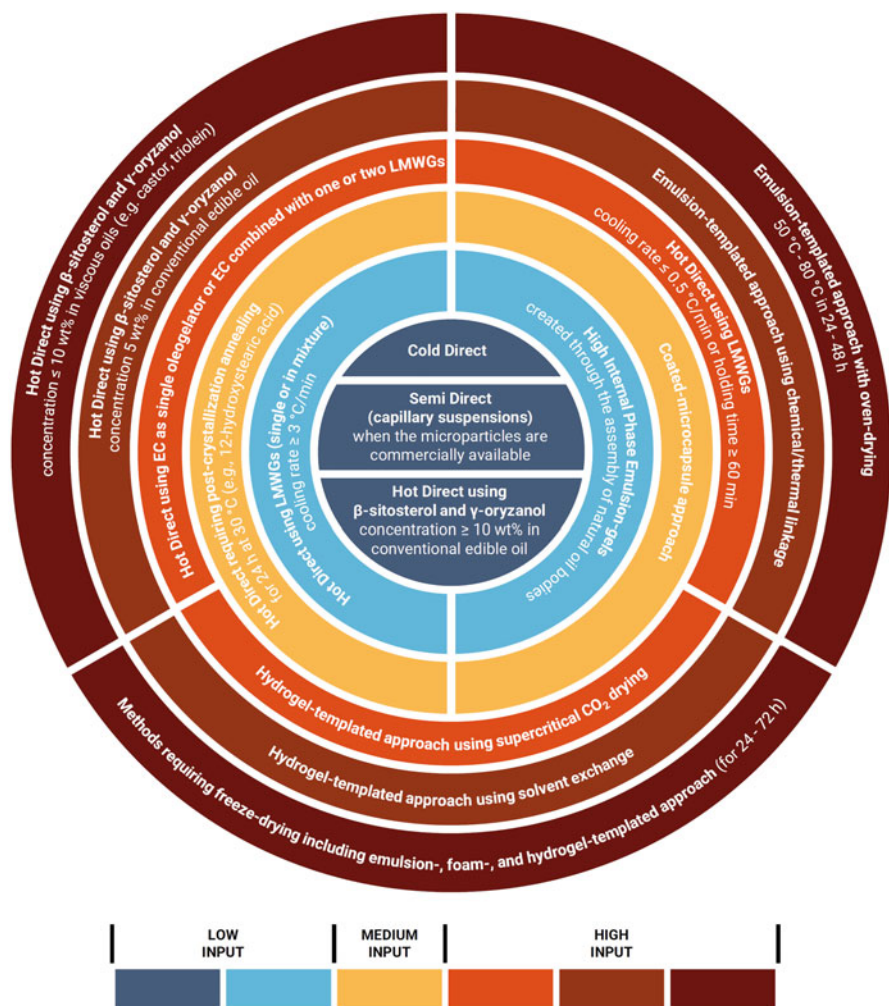 Hot Direct using β-sitosterol and γ-oryzanol
concentration ≤ 10 wt% in viscous oils (e.g. castor, triolein)
Hot Direct using β-sitosterol and γ-oryzanol
concentration 5 wt% in conventional edible oil
Hot Direct using EC as single oleogelator or EC combined with one or two LMWGs
Hot Direct requiring post-crystallization annealing
for 24 h at 30 °C (e.g., 12-hydroxystearic acid)
Hot Direct using LMWGs (single or in mixture)
cooling rate ≥ 3 °C/min
Cold Direct
Semi Direct
(capillary suspensions)
when the microparticles are
commercially available
Hot Direct using
β-sitosterol and γ-oryzanol
concentration ≥ 10 wt% in
conventional edible oil
High Internal Phase Emulsion-gels
created through the assembly of natural oil bodies
Coated-microcapsule approach
Hot Direct using LMWGs
cooling rate ≤ 0.5 °C/min or holding time ≥ 60 min
Emulsion-templated approach using chemical/thermal linkage
Emulsion-templated approach with oven-drying
50 °C - 80 °C in 24 - 48 h
Hydrogel-templated approach using supercritical CO₂ drying
Hydrogel-templated approach using solvent exchange
Methods requiring freeze-drying including emulsion-, foam-, and hydrogel-templated approach (for 24 - 72 h)
LOW
INPUT
MEDIUM
INPUT
HIGH
INPUT